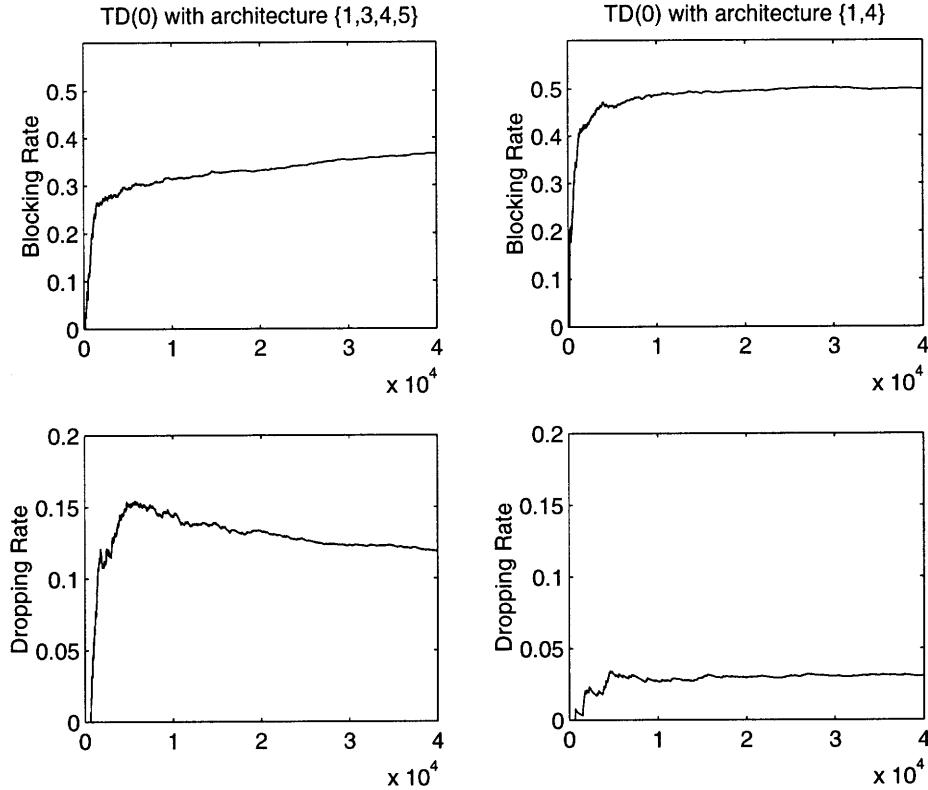 TD(0) with architecture {1,3,4,5}
Blocking Rate
0.5
0.4
0.3
0.2
0.1
0
0 1 2 3 4
x 10^4
TD(0) with architecture {1,4}
Blocking Rate
0.5
0.4
0.3
0.2
0.1
0
0 1 2 3 4
x 10^4
Dropping Rate
0.2
0.15
0.1
0.05
0
0 1 2 3 4
x 10^4
Dropping Rate
0.2
0.15
0.1
0.05
0
0 1 2 3 4
x 10^4